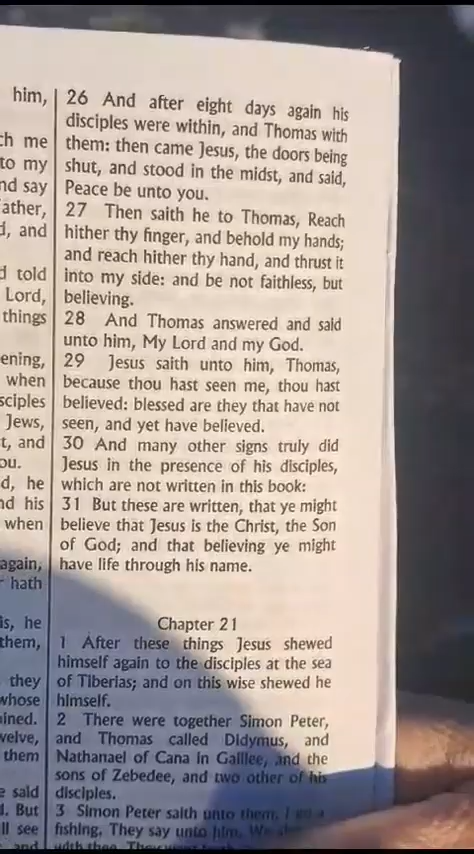 him,
ch me
to my
nd say
ather,
d, and
d told
Lord,
things
ening,
when
sciples
Jews,
t, and
ou.
d, he
nd his
when
again,
hath
is, he
them,
they
whose
ained.
welve,
them
e said
d. But
ll see
and
26 And after eight days again his
disciples were within, and Thomas with
them: then came Jesus, the doors being
shut, and stood in the midst, and said,
Peace be unto you.
27 Then saith he to Thomas, Reach
hither thy finger, and behold my hands;
and reach hither thy hand, and thrust it
into my side: and be not faithless, but
believing.
28 And Thomas answered and said
unto him, My Lord and my God.
29 Jesus saith unto him, Thomas,
because thou hast seen me, thou hast
believed: blessed are they that have not
seen, and yet have believed.
30 And many other signs truly did
Jesus in the presence of his disciples,
which are not written in this book:
31 But these are written, that ye might
believe that Jesus is the Christ, the Son
of God; and that believing ye might
have life through his name.
Chapter 21
1 After these things Jesus shewed
himself again to the disciples at the sea
of Tiberias; and on this wise shewed he
himself.
2 There were together Simon Peter,
and Thomas called Didymus, and
Nathanael of Cana in Galilee, and the
sons of Zebedee, and two other of his
disciples.
3 Simon Peter saith unto them, I go a
fishing. They say unto him, We
with thee. They